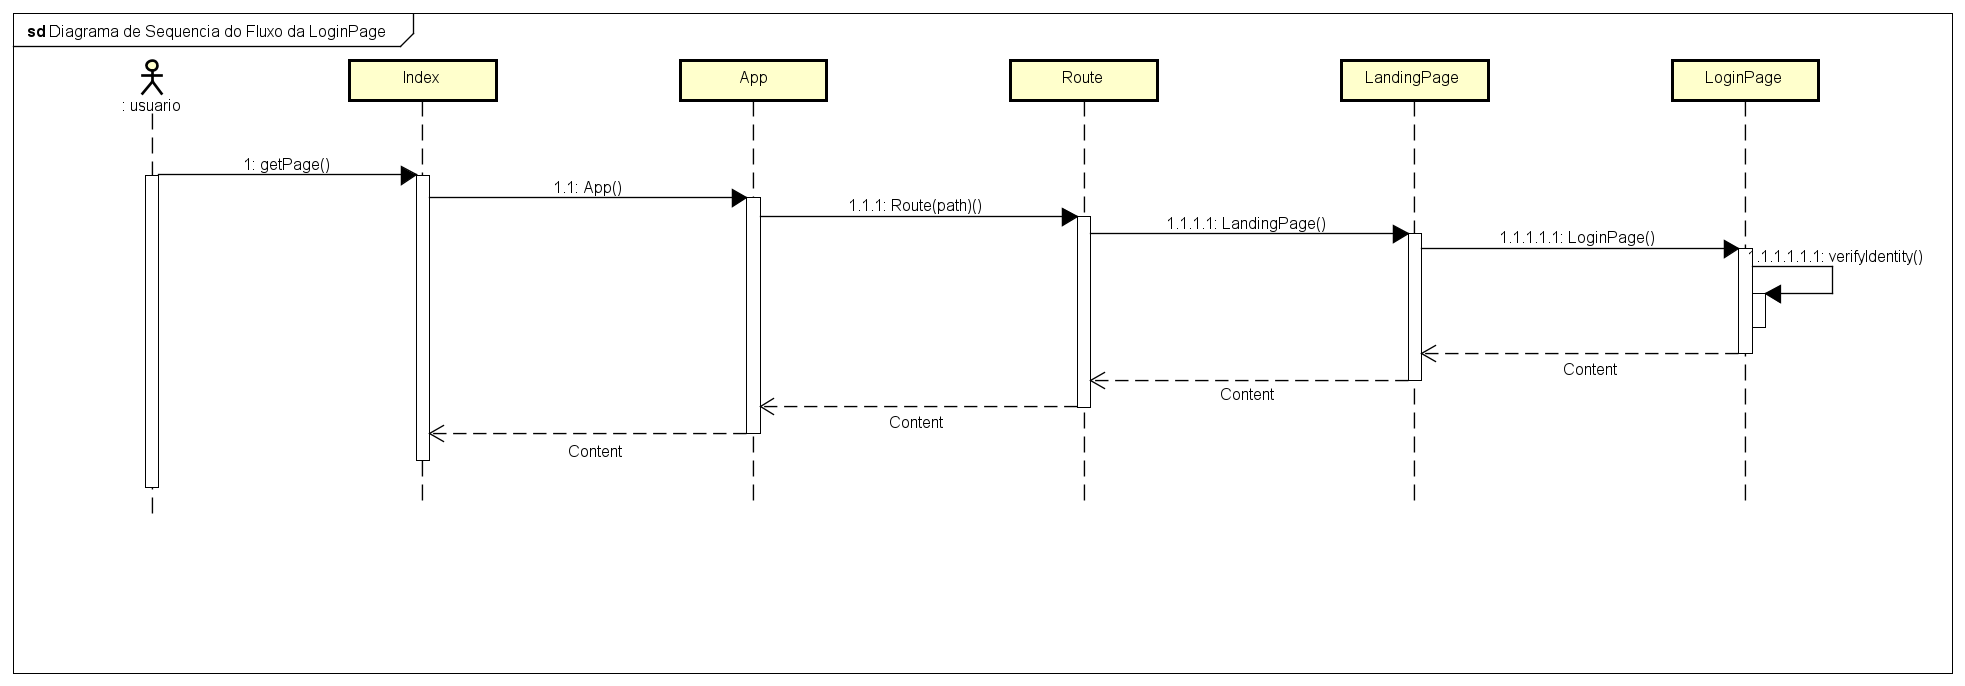 sd Diagrama de Sequencia do Fluxo da LoginPage
: usuario
Index
App
Route
LandingPage
LoginPage
1: getPage()
1.1: App()
1.1.1: Route(path)()
1.1.1.1: LandingPage()
1.1.1.1.1: LoginPage()
1.1.1.1.1.1: verifyIdentity()
Content
Content
Content
Content